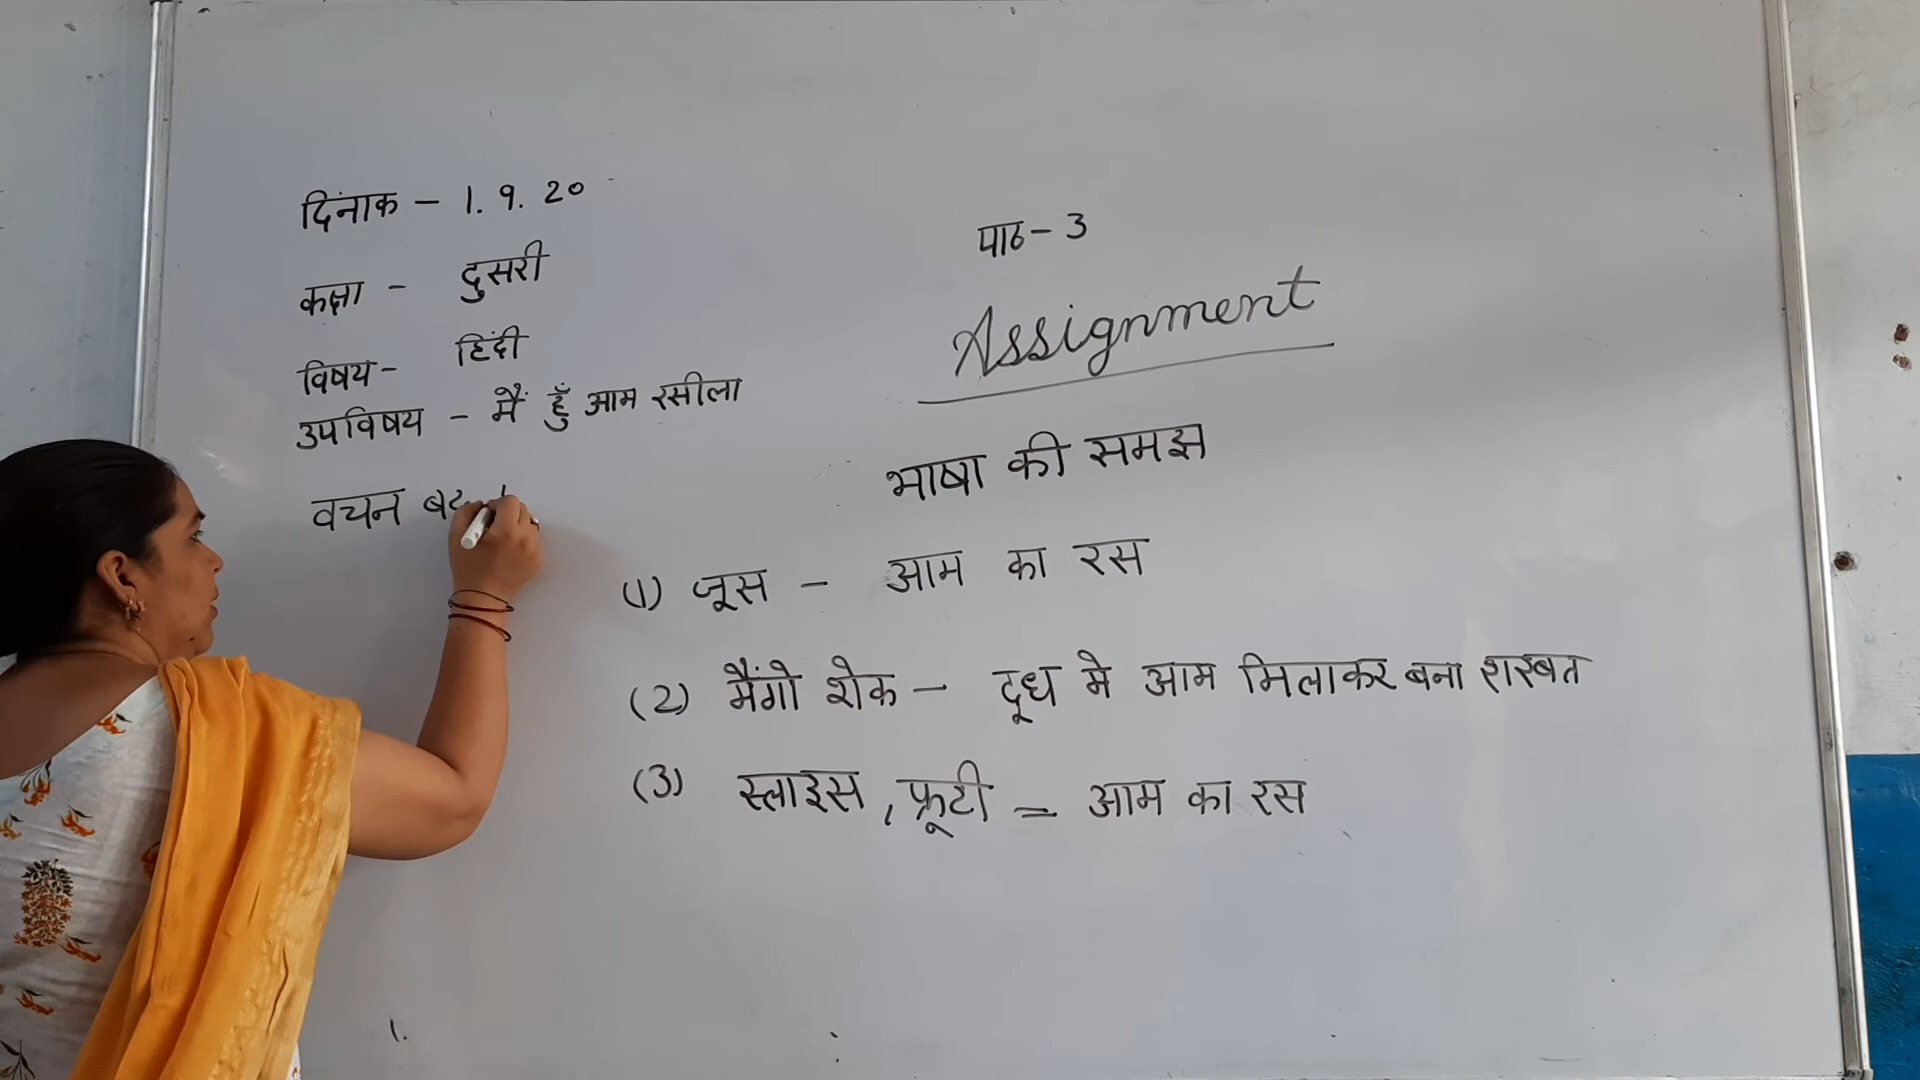 दिंनाक - 1.9.20
कक्षा - दुसरी
विषय- हिंदी
उपविषय - मैं हूँ आम रसीला
वचन
पाठ-3
Assignment
भाषा की समझ
(1) जूस - आम का रस
(2) मैंगो शेक - दूध मे आम मिलाकर बना शरबत
(3) स्लाइस, फ्रूटी - आम का रस